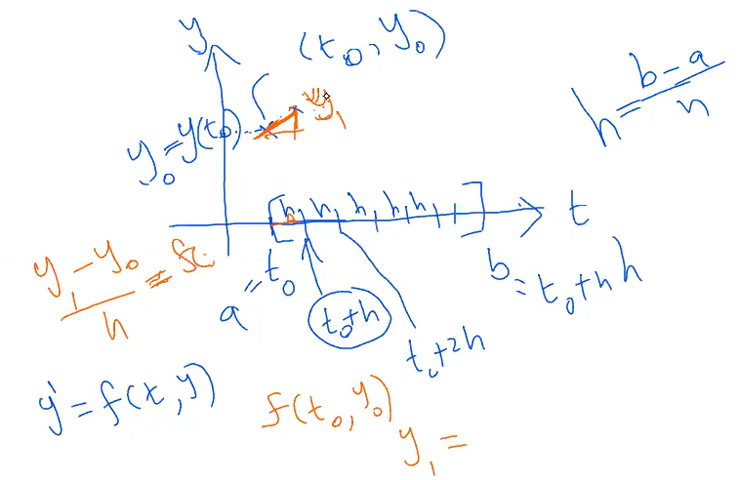 y
(t₀, y₀)
h = (b - a)/n
y₀ = y(t₀)
y₁
h h h h
t
a = t₀
b = t₀ + nh
(y₁ - y₀)/h =
t₀+h
t₀+2h
y' = f(t, y)
f(t₀, y₀)
y₁ =